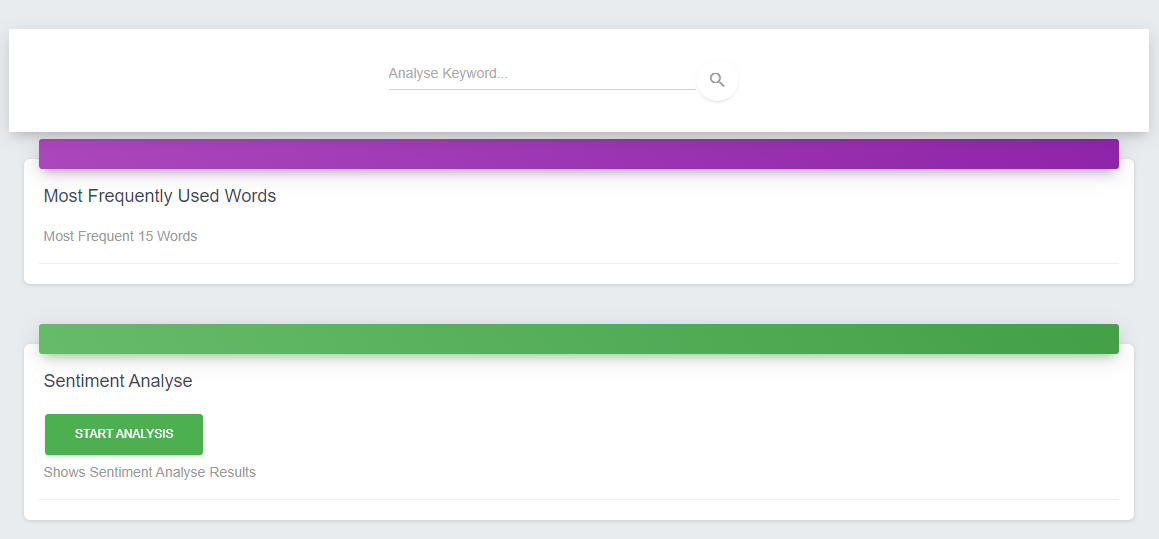 Analyse Keyword...
Most Frequently Used Words
Most Frequent 15 Words
Sentiment Analyse
START ANALYSIS
Shows Sentiment Analyse Results